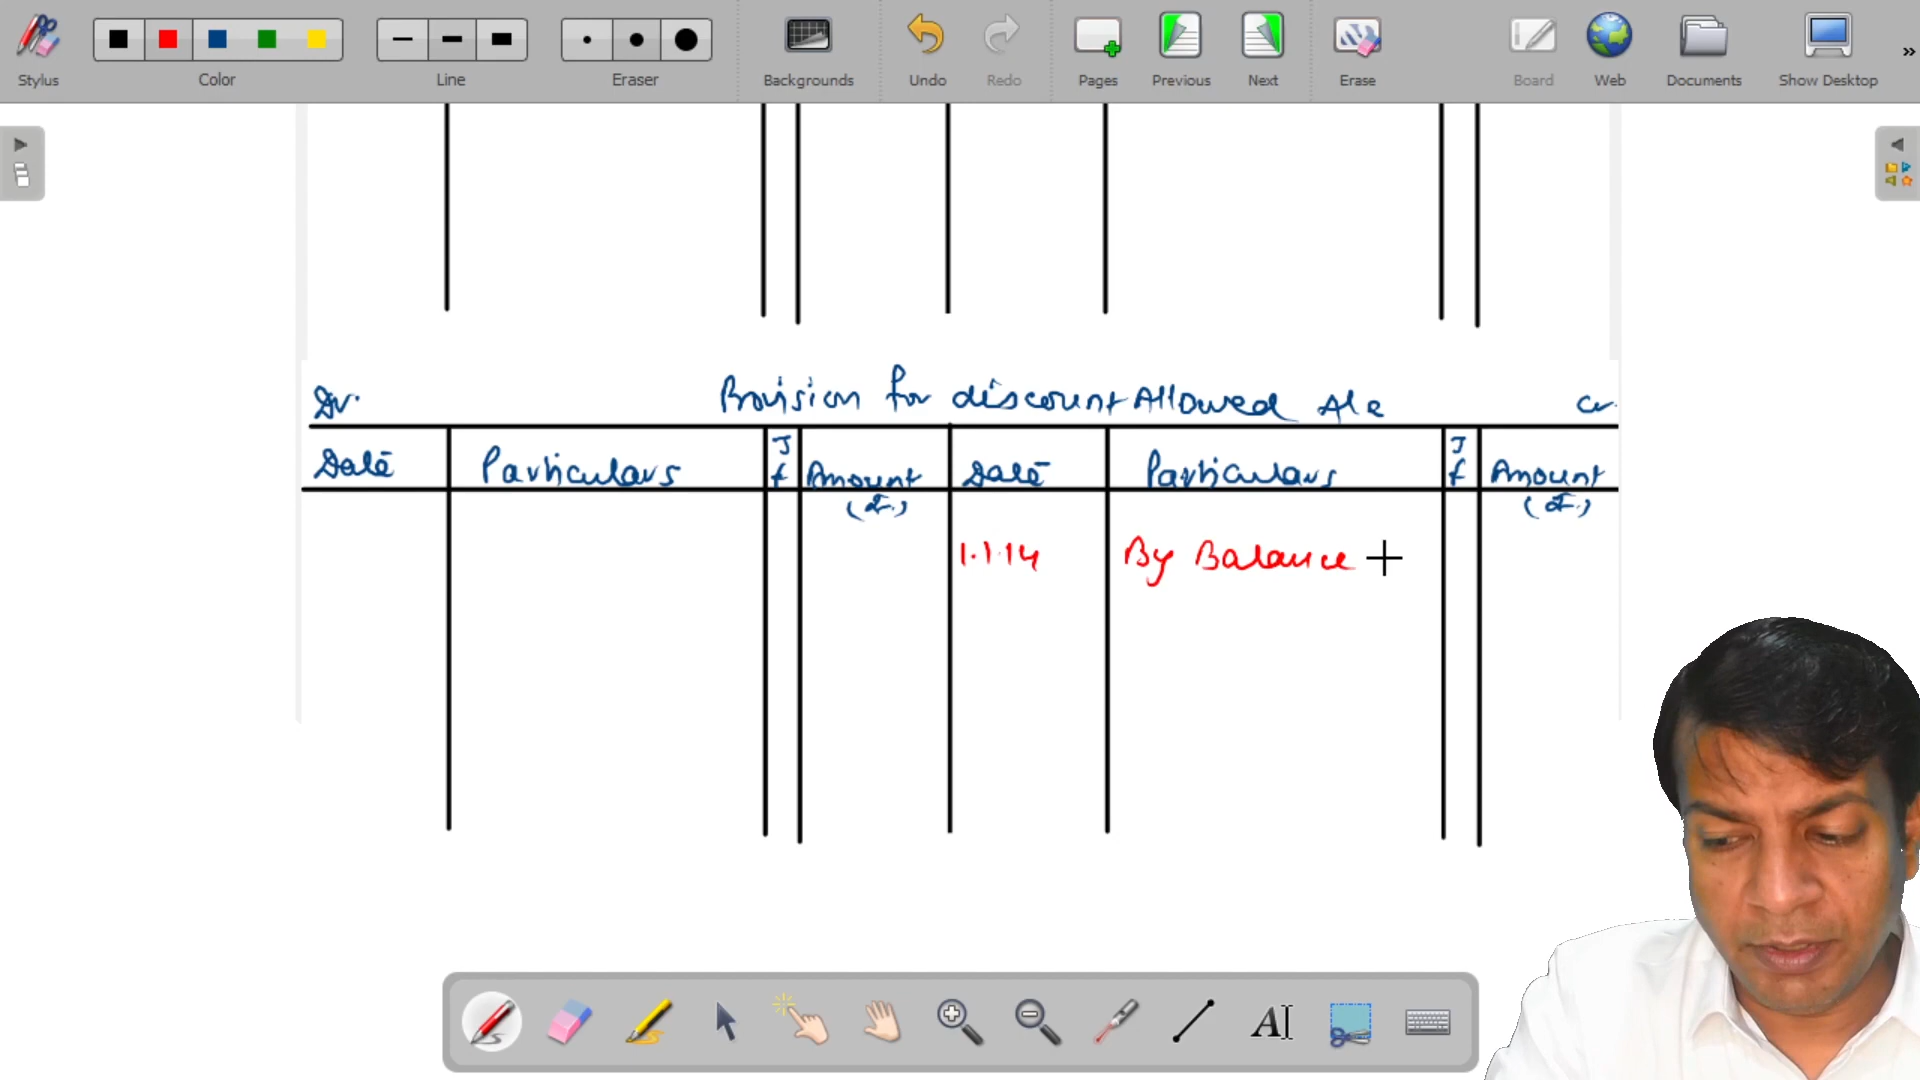 Stylus Color Line Eraser Backgrounds Undo Redo Pages Previous Next Erase Board Web Documents Show Desktop »
Dr. Provision for discount Allowed A/c Cr.
Date Particulars J f Amount Date Particulars J f Amount
(₹.) (₹.)
1.1.14 By Balance
AI